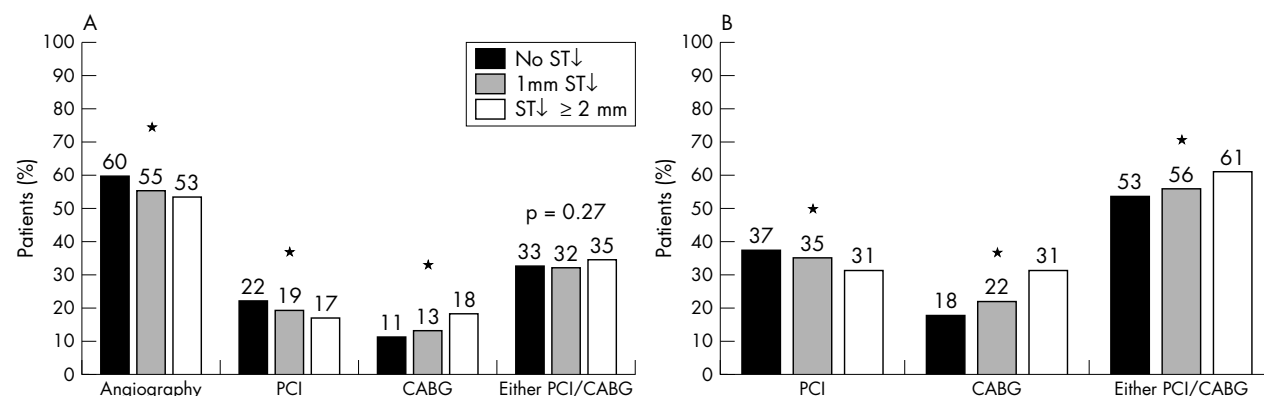 A
Patients (%)
100
90
80
70
60
50
40
30
20
10
0
No ST↓
1mm ST↓
ST↓ ≥ 2 mm
60 55 53
★
22 19 17
★
11 13 18
★
p = 0.27
33 32 35
Angiography PCI CABG Either PCI/CABG
B
Patients (%)
100
90
80
70
60
50
40
30
20
10
0
★
37 35 31
★
18 22 31
★
53 56 61
PCI CABG Either PCI/CABG